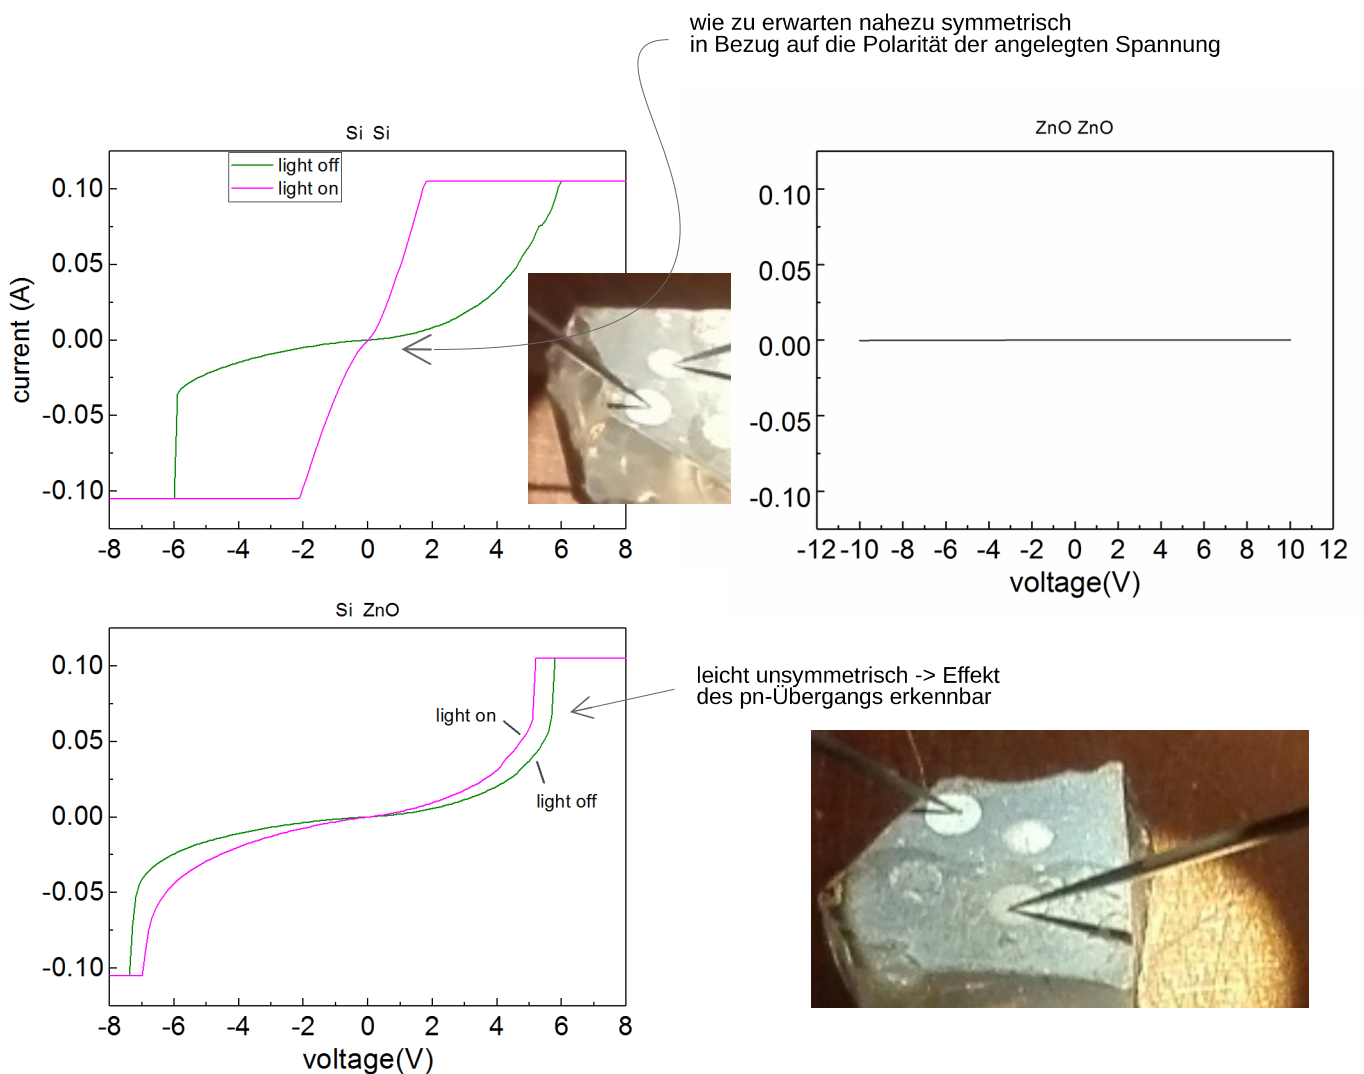 wie zu erwarten nahezu symmetrisch
in Bezug auf die Polarität der angelegten Spannung
Si Si
light off
light on
0.10
0.05
0.00
-0.05
-0.10
current (A)
-8 -6 -4 -2 0 2 4 6 8
ZnO ZnO
0.10
0.05
0.00
-0.05
-0.10
-12 -10 -8 -6 -4 -2 0 2 4 6 8 10 12
voltage(V)
Si ZnO
0.10
0.05
0.00
-0.05
-0.10
light on
light off
-8 -6 -4 -2 0 2 4 6 8
voltage(V)
leicht unsymmetrisch -> Effekt
des pn-Übergangs erkennbar